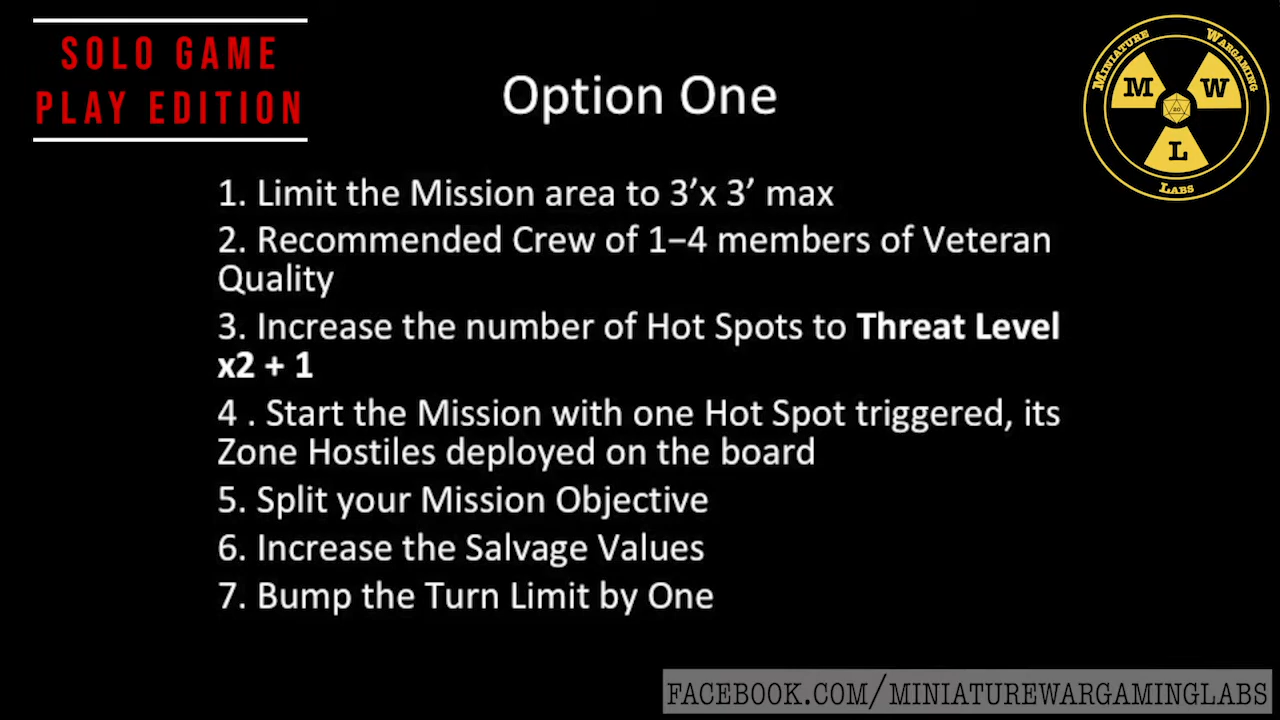 SOLO GAME
PLAY EDITION
Option One
MINIATURE WARGAMING
M W
20
L
LABS
1. Limit the Mission area to 3’x 3’ max
2. Recommended Crew of 1–4 members of Veteran
Quality
3. Increase the number of Hot Spots to Threat Level
x2 + 1
4 . Start the Mission with one Hot Spot triggered, its
Zone Hostiles deployed on the board
5. Split your Mission Objective
6. Increase the Salvage Values
7. Bump the Turn Limit by One
FACEBOOK.COM/MINIATUREWARGAMINGLABS